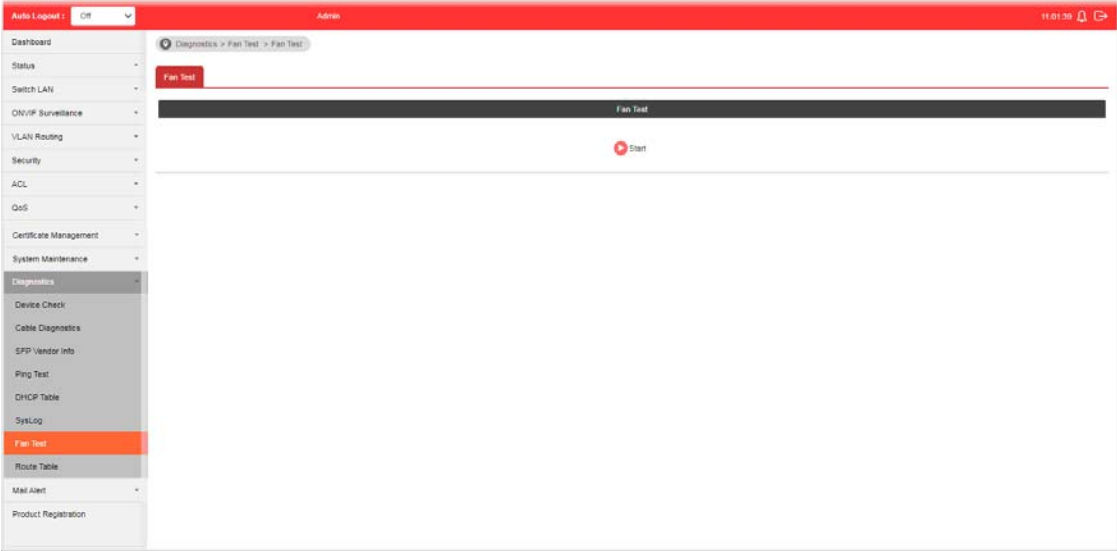 Auto Logout : Off Admin 11:01:39
Dashboard
Diagnostics > Fan Test > Fan Test
Status
Fan Test
Switch LAN
Fan Test
ONVIF Surveillance
VLAN Routing
Start
Security
ACL
QoS
Certificate Management
System Maintenance
Diagnostics
Device Check
Cable Diagnostics
SFP Vendor Info
Ping Test
DHCP Table
SysLog
Fan Test
Route Table
Mail Alert
Product Registration